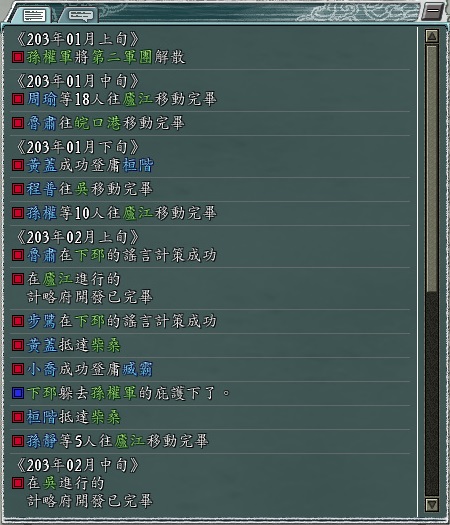 《203年01月上旬》
孫權軍將第二軍團解散
《203年01月中旬》
周瑜等18人往廬江移動完畢
魯肅往皖口港移動完畢
《203年01月下旬》
黃蓋成功登庸桓階
程普往吳移動完畢
孫權等10人往廬江移動完畢
《203年02月上旬》
魯肅在下邳的謠言計策成功
在廬江進行的
計略府開發已完畢
步騭在下邳的謠言計策成功
黃蓋抵達柴桑
小喬成功登庸臧霸
下邳躲去孫權軍的庇護下了。
桓階抵達柴桑
孫靜等5人往廬江移動完畢
《203年02月中旬》
在吳進行的
計略府開發已完畢